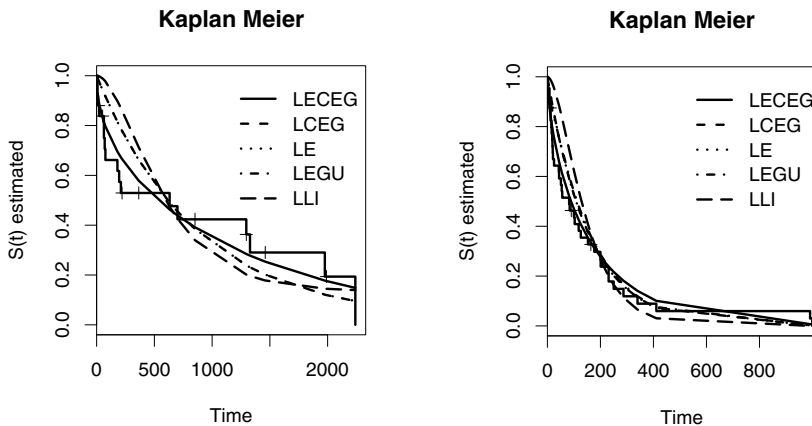 Kaplan Meier
S(t) estimated
1.0
0.8
0.6
0.4
0.2
0.0
LECEG
LCEG
LE
LEGU
LLI
0 500 1000 2000
Time
Kaplan Meier
S(t) estimated
1.0
0.8
0.6
0.4
0.2
0.0
LECEG
LCEG
LE
LEGU
LLI
0 200 400 600 800
Time